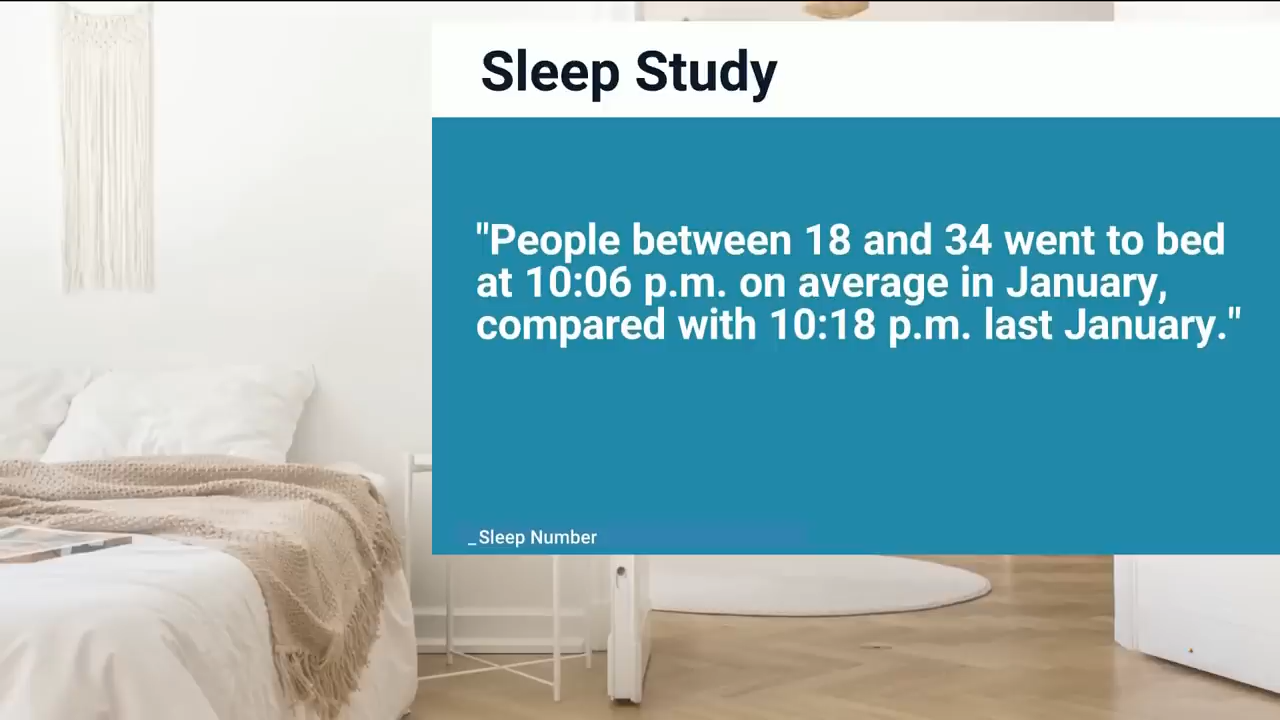 Sleep Study
"People between 18 and 34 went to bed
at 10:06 p.m. on average in January,
compared with 10:18 p.m. last January."
_Sleep Number